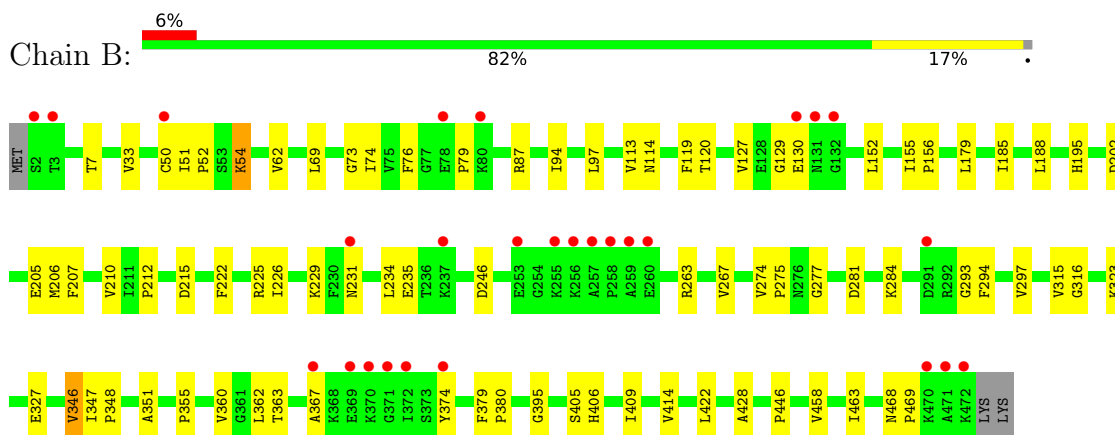 6%
Chain B:
82%
17%
MET S2 T3 T7 V33 C50 I51 P52 S53 K54 V62 L69 G73 I74 V75 F76 G77 E78 P79 K80 R87 I94 L97 V113 N114 F119 T120 V127 E128 G129 E130 N131 G132 L152 I155 P156 L179 I185 L188 H195
E205 M206 F207 V210 I211 P212 D215 F222 R225 I226 K229 F230 N231 L234 E235 T236 K237 D246 E253 G254 K255 K256 A257 P258 A259 E260 R263 V267 V274 P275 N276 G277 D281 K284 D291 R292 G293 F294 V297 V315 G316
E327 V346 I347 P348 A351 P355 V360 G361 L362 T363 A367 K368 E369 K370 G371 I372 S373 Y374 F379 P380 G395 S405 H406 I409 V414 L422 A428 P446 V458 I463 N468 P469 K470 A471 K472 LYS LYS